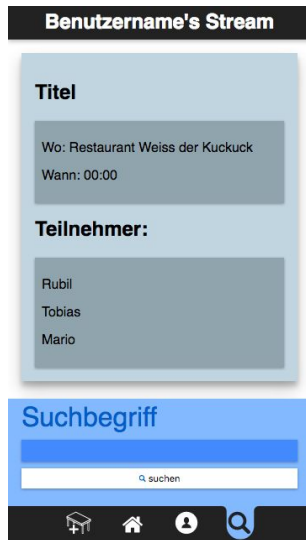 Benutzername's Stream
Titel
Wo: Restaurant Weiss der Kuckuck
Wann: 00:00
Teilnehmer:
Rubil
Tobias
Mario
Suchbegriff
suchen